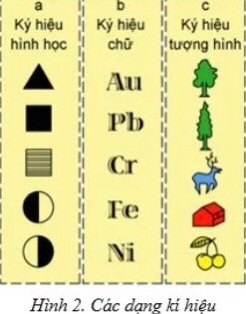 a
Ký hiệu
hình học
b
Ký hiệu
chữ
Au
Pb
Cr
Fe
Ni
c
Ký hiệu
tượng hình
Hình 2. Các dạng kí hiệu